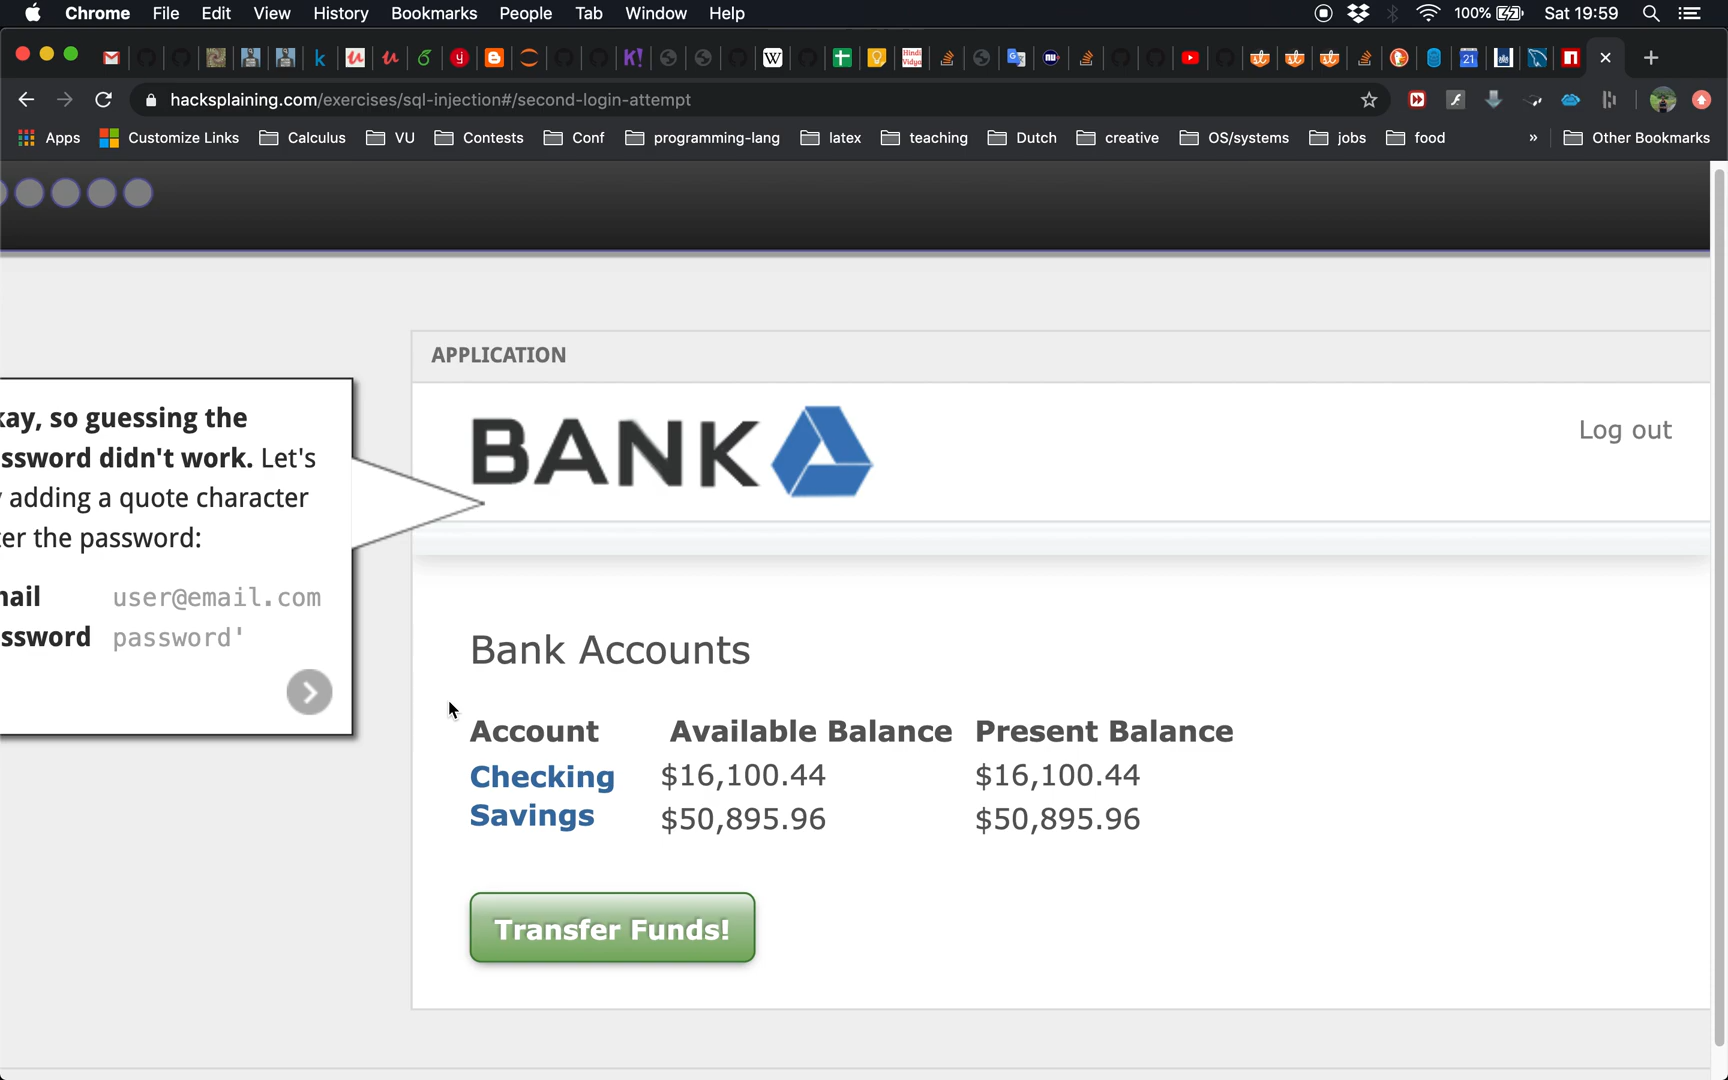 Chrome File Edit View History Bookmarks People Tab Window Help 100% Sat 19:59
hacksplaining.com/exercises/sql-injection#/second-login-attempt
Apps Customize Links Calculus VU Contests Conf programming-lang latex teaching Dutch creative OS/systems jobs food » Other Bookmarks
APPLICATION
BANK
Log out
kay, so guessing the
ssword didn't work. Let's
y adding a quote character
ter the password:
nail user@email.com
ssword password'
Bank Accounts
Account Available Balance Present Balance
Checking $16,100.44 $16,100.44
Savings $50,895.96 $50,895.96
Transfer Funds!